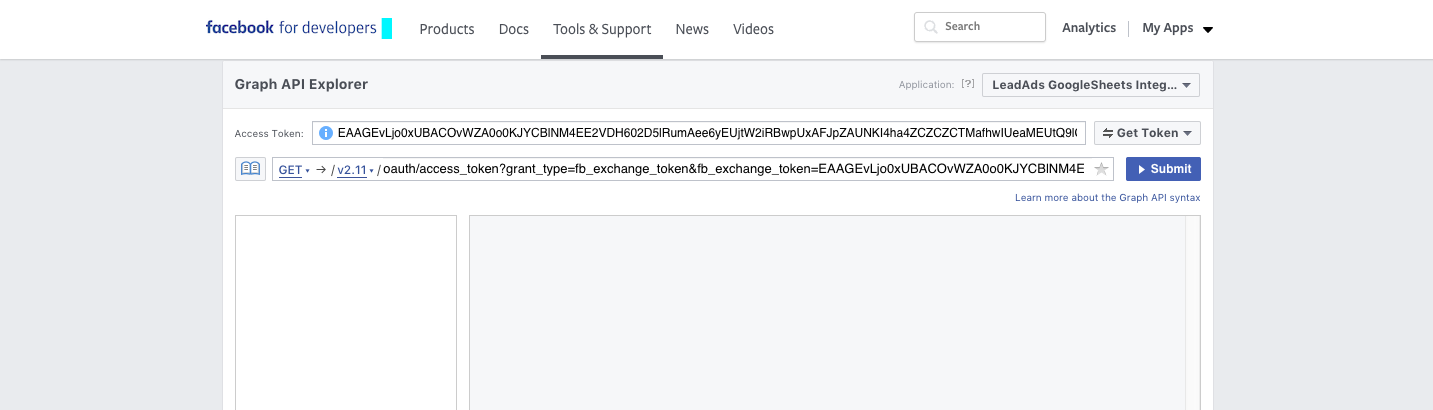 facebook for developers
Products Docs Tools & Support News Videos
Search
Analytics My Apps
Graph API Explorer
Application: [?] LeadAds GoogleSheets Integ...
Access Token: EAAGEvLjo0xUBACOvWZA0o0KJYCBlNM4EE2VDH602D5lRumAee6yEUjtW2iRBwpUxAFJpZAUNKI4ha4ZCZCZCTMafhwIUeaMEUtQ9l Get Token
GET → / v2.11 / oauth/access_token?grant_type=fb_exchange_token&fb_exchange_token=EAAGEvLjo0xUBACOvWZA0o0KJYCBlNM4E Submit
Learn more about the Graph API syntax